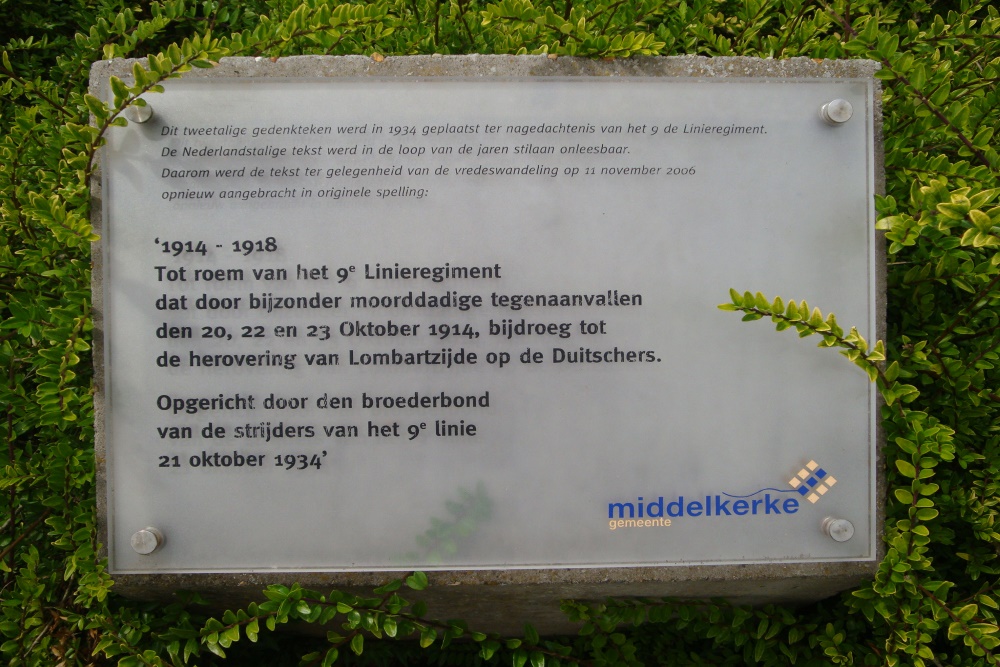 Dit tweetalige gedenkteken werd in 1934 geplaatst ter nagedachtenis van het 9 de Linieregiment.
De Nederlandstalige tekst werd in de loop van de jaren stilaan onleesbaar.
Daarom werd de tekst ter gelegenheid van de vredeswandeling op 11 november 2006
opnieuw aangebracht in originele spelling:
‘1914 - 1918
Tot roem van het 9ᵉ Linieregiment
dat door bijzonder moorddadige tegenaanvallen
den 20, 22 en 23 Oktober 1914, bijdroeg tot
de herovering van Lombartzijde op de Duitschers.
Opgericht door den broederbond
van de strijders van het 9ᵉ linie
21 oktober 1934’
middelkerke
gemeente